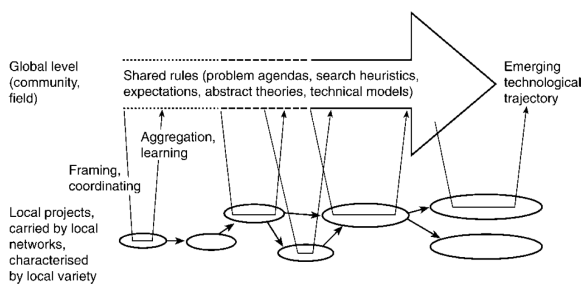 Global level
(community,
field)
Shared rules (problem agendas, search heuristics,
expectations, abstract theories, technical models)
Emerging
technological
trajectory
Aggregation,
learning
Framing,
coordinating
Local projects,
carried by local
networks,
characterised
by local variety